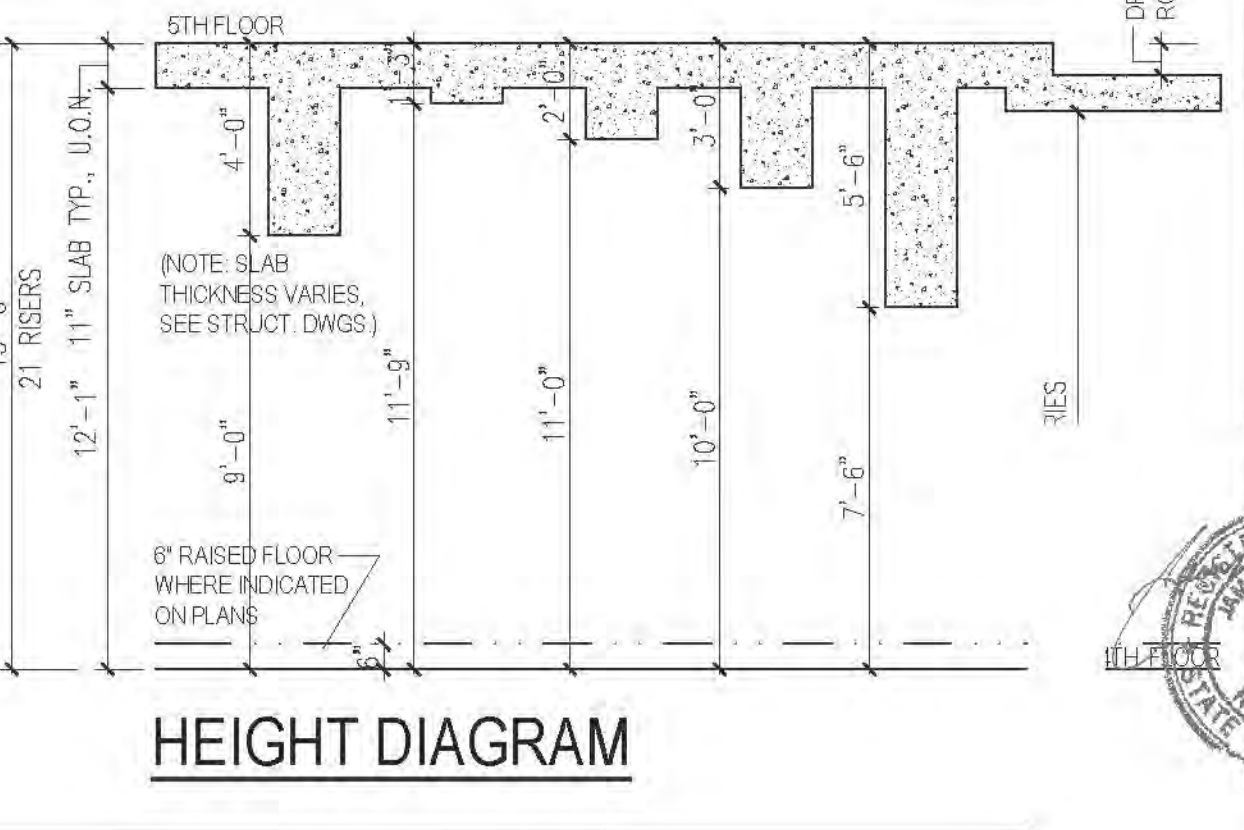 5TH FLOOR
4'-0"
1'-3"
2'-0"
3'-0"
5'-6"
21 RISERS
12'-1" 11" SLAB TYP., U.O.N.
(NOTE: SLAB
THICKNESS VARIES,
SEE STRUCT. DWGS.)
9'-0"
11'-9"
11'-0"
10'-0"
7'-6"
RIES
6" RAISED FLOOR
WHERE INDICATED
ON PLANS
6"
STATE
HEIGHT DIAGRAM